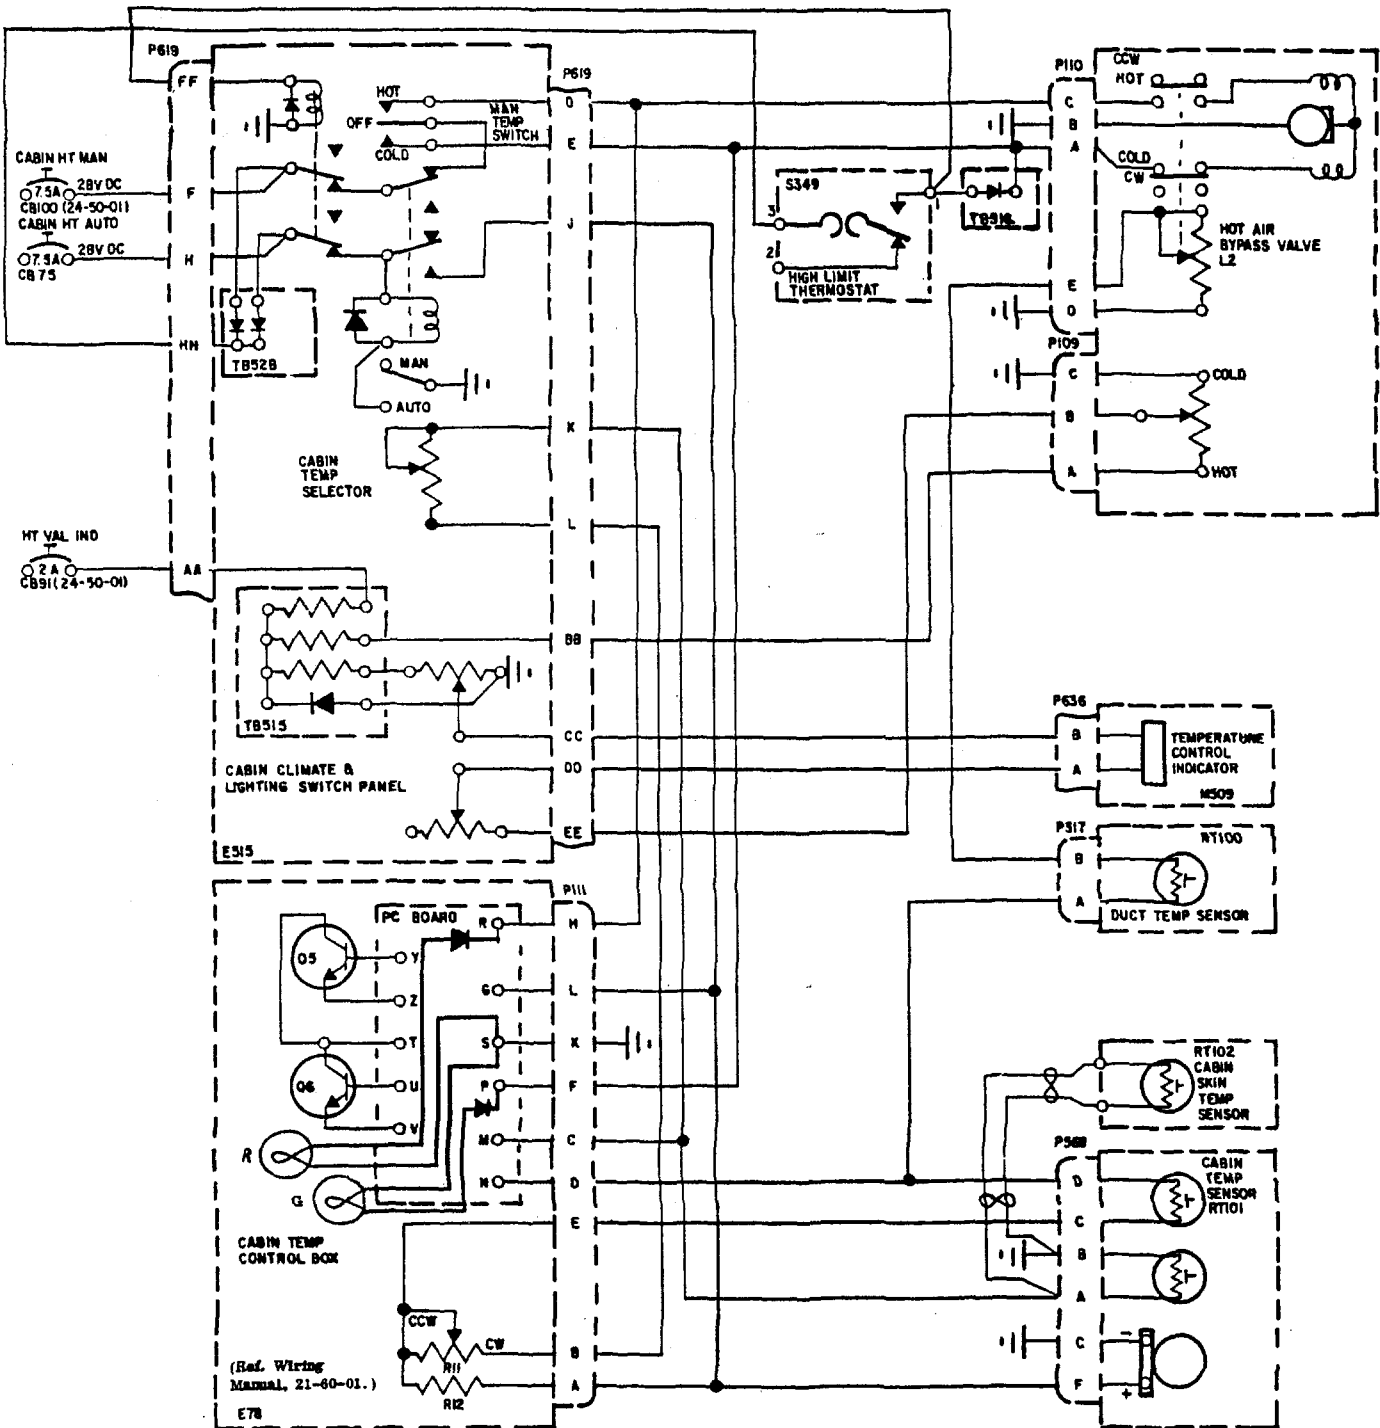 P619
FF
CABIN HT MAN
7.5A
28V DC
F
CB100 (24-50-01)
CABIN HT AUTO
7.5A
28V DC
H
CB75
HH
HT VAL IND
2 A
CB91(24-50-01)
AA
HOT
OFF
COLD
MAN
TEMP
SWITCH
TB528
MAN
AUTO
CABIN
TEMP
SELECTOR
TB515
CABIN CLIMATE &
LIGHTING SWITCH PANEL
E515
P619
D
E
J
K
L
BB
CC
DD
EE
S349
3
2
HIGH LIMIT
THERMOSTAT
P110
C
B
A
E
D
P109
C
B
A
CCW
HOT
COLD
CW
HOT AIR
BYPASS VALVE
L2
COLD
HOT
P636
B
A
TEMPERATURE
CONTROL
INDICATOR
M509
P517
B
A
RT100
DUCT TEMP SENSOR
RT102
CABIN
SKIN
TEMP
SENSOR
P568
D
C
B
A
C
F
CABIN
TEMP
SENSOR
RT101
-
+
PC BOARD
Q5
Q6
Y
Z
T
U
V
R
G
S
P
M
N
R
G
CABIN TEMP
CONTROL BOX
CCW
CW
R11
R12
(Ref. Wiring
Manual, 21-60-01.)
E78
P111
H
L
K
F
C
D
E
B
A